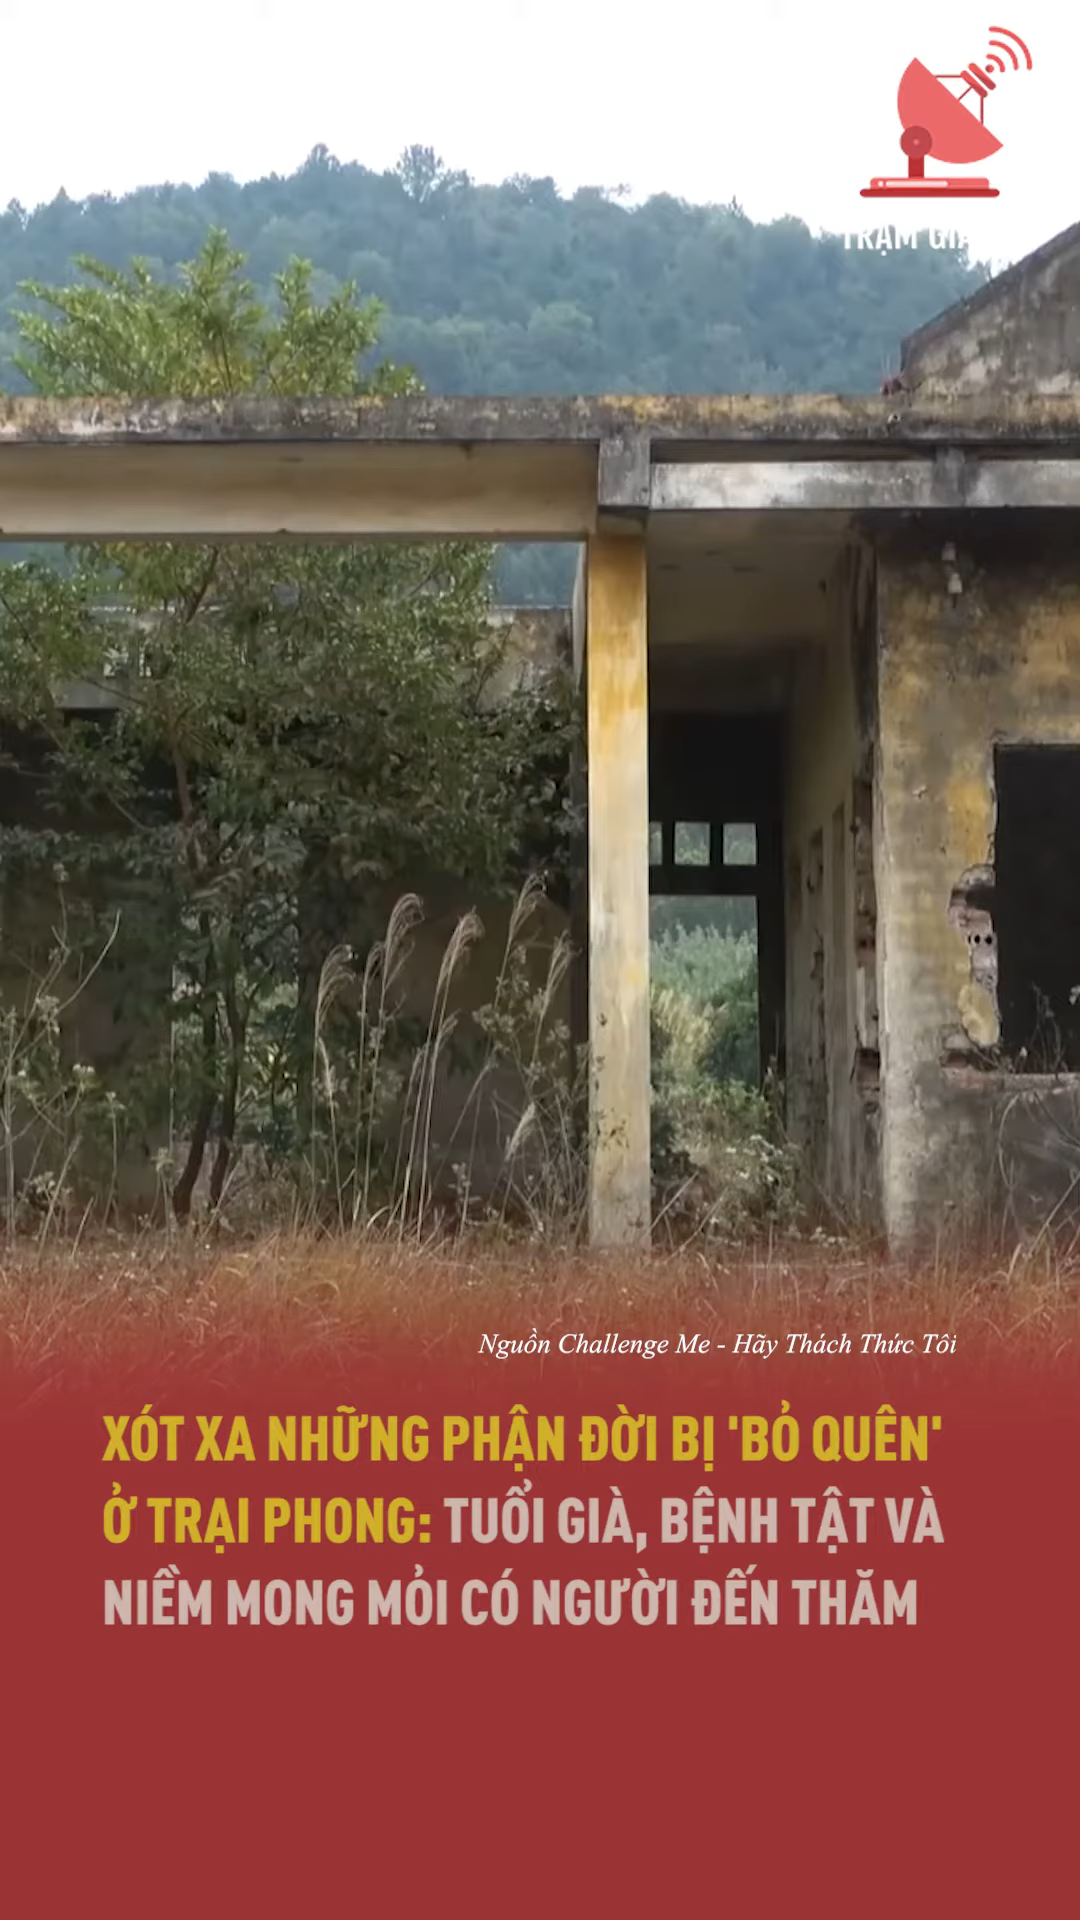 TRẠM
Nguồn Challenge Me - Hãy Thách Thức Tôi
XÓT XA NHỮNG PHẬN ĐỜI BỊ 'BỎ QUÊN'
Ở TRẠI PHONG: TUỔI GIÀ, BỆNH TẬT VÀ
NIỀM MONG MỎI CÓ NGƯỜI ĐẾN THĂM